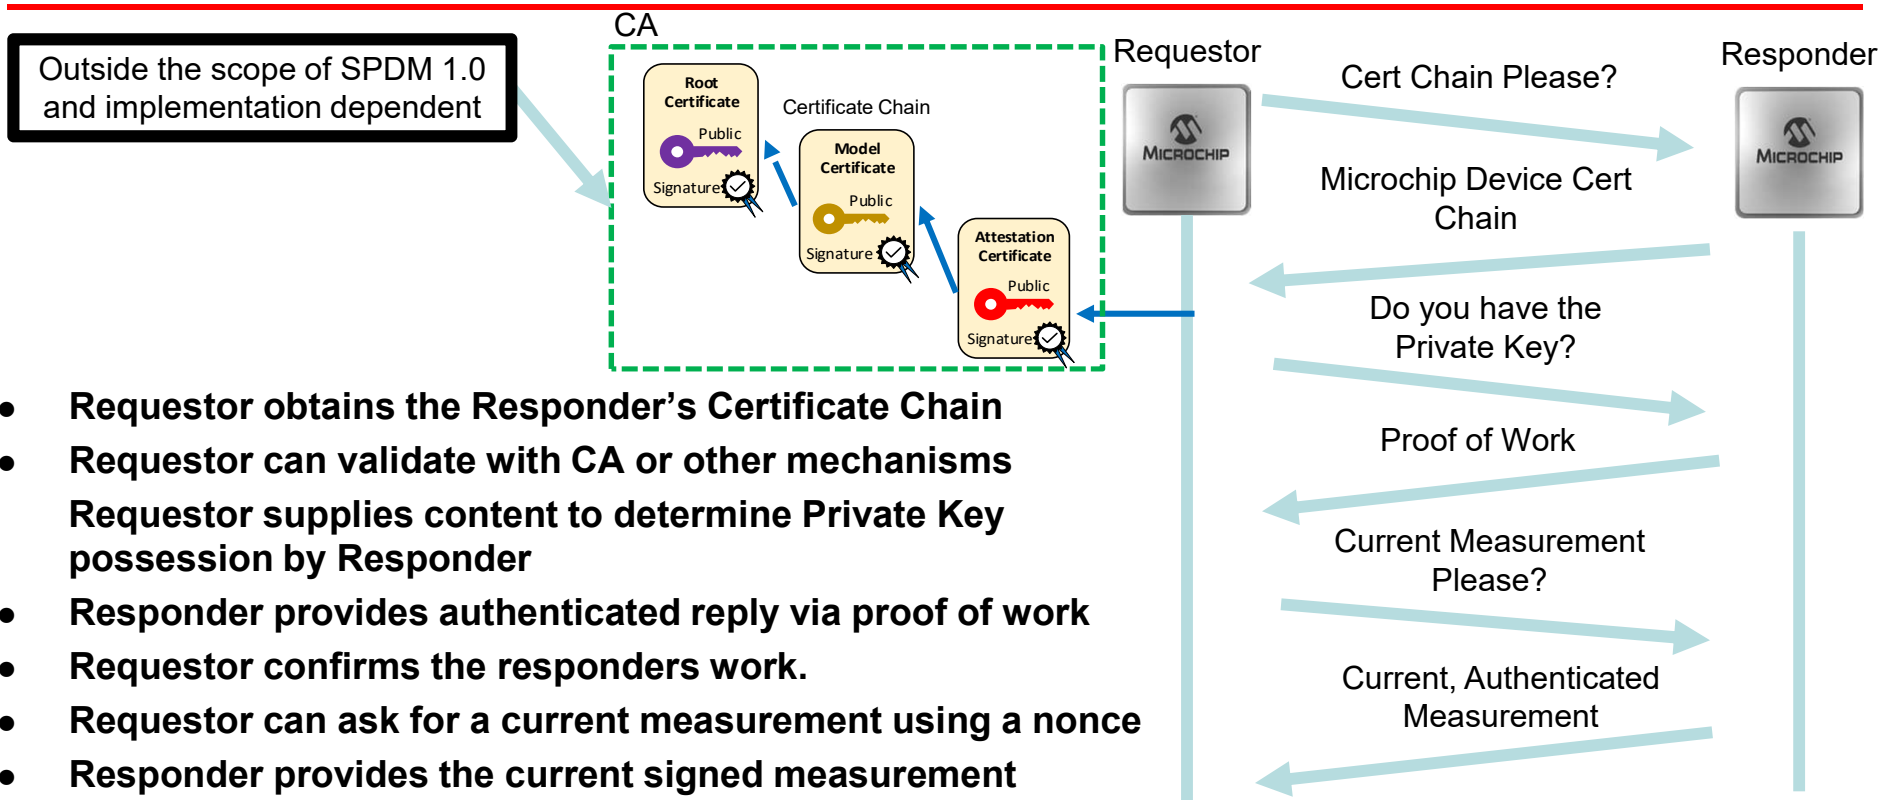 CA
Outside the scope of SPDM 1.0
and implementation dependent
Root
Certificate
Public
Signature
Certificate Chain
Model
Certificate
Public
Signature
Attestation
Certificate
Public
Signature
Requestor
MICROCHIP
Responder
MICROCHIP
Cert Chain Please?
Microchip Device Cert
Chain
Do you have the
Private Key?
Proof of Work
Current Measurement
Please?
Current, Authenticated
Measurement
● Requestor obtains the Responder’s Certificate Chain
● Requestor can validate with CA or other mechanisms
Requestor supplies content to determine Private Key
possession by Responder
● Responder provides authenticated reply via proof of work
● Requestor confirms the responders work.
● Requestor can ask for a current measurement using a nonce
● Responder provides the current signed measurement